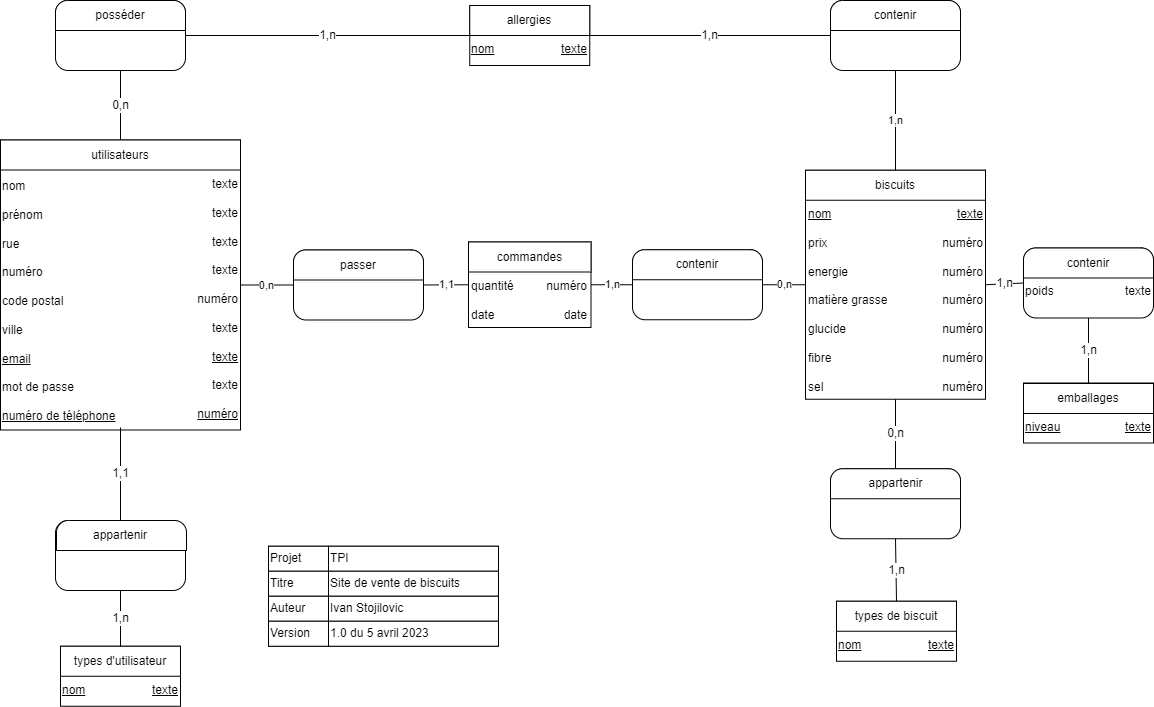 posséder
allergies
nom texte
contenir
1,n
1,n
0,n
1,n
utilisateurs
nom texte
prénom texte
rue texte
numéro texte
code postal numéro
ville texte
email texte
mot de passe texte
numéro de téléphone numéro
0,n
passer
1,1
commandes
quantité numéro
date date
1,n
contenir
0,n
biscuits
nom texte
prix numéro
energie numéro
matière grasse numéro
glucide numéro
fibre numéro
sel numéro
1,n
contenir
poids texte
1,n
emballages
niveau texte
1,1
appartenir
1,n
types d'utilisateur
nom texte
0,n
appartenir
1,n
types de biscuit
nom texte
Projet TPI
Titre Site de vente de biscuits
Auteur Ivan Stojilovic
Version 1.0 du 5 avril 2023